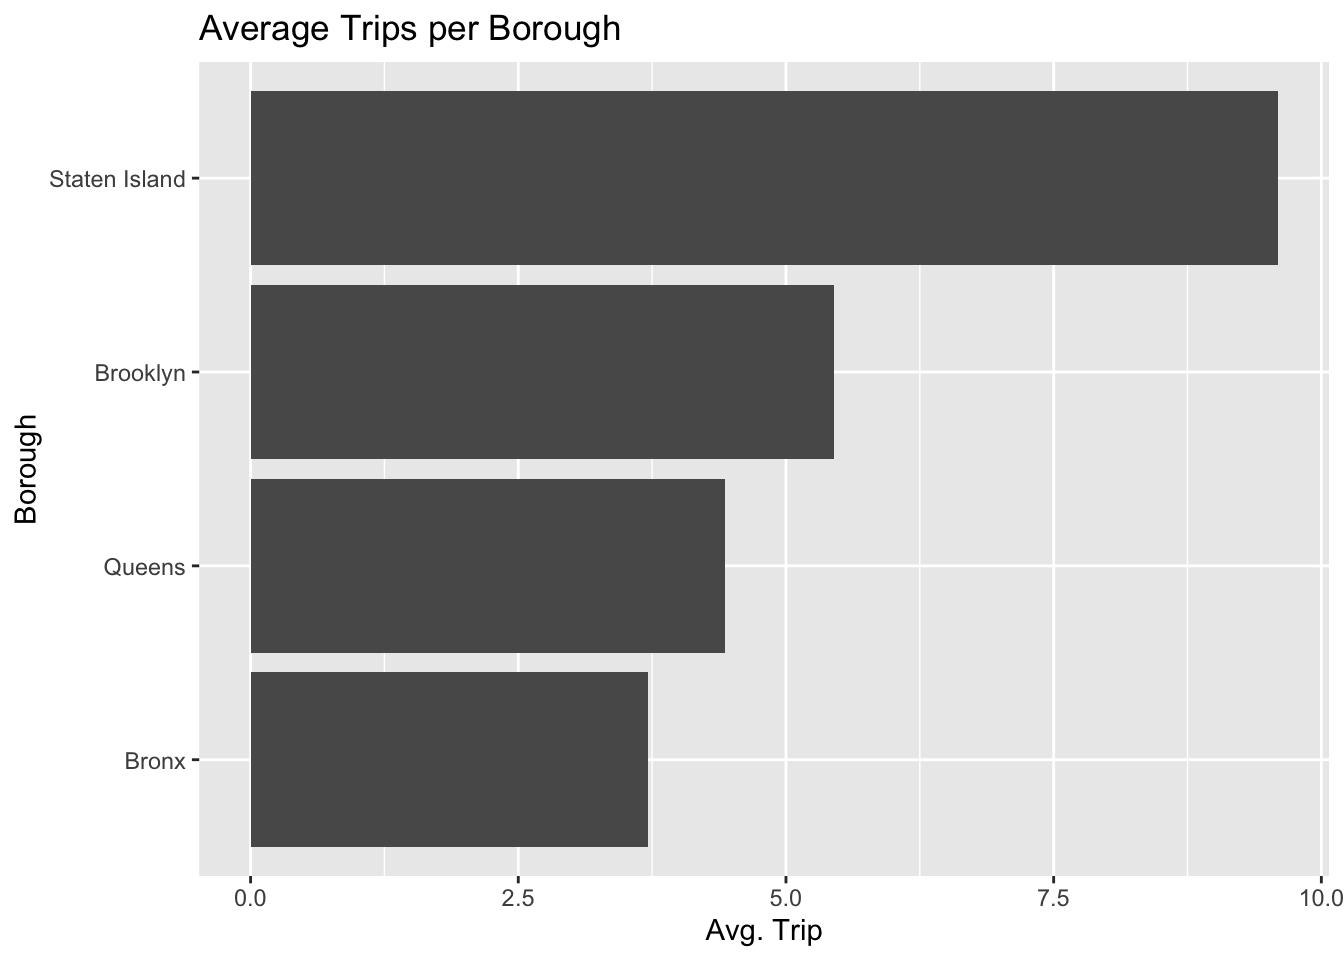 Average Trips per Borough
Staten Island
Brooklyn
Queens
Bronx
Borough
0.0 2.5 5.0 7.5 10.0
Avg. Trip